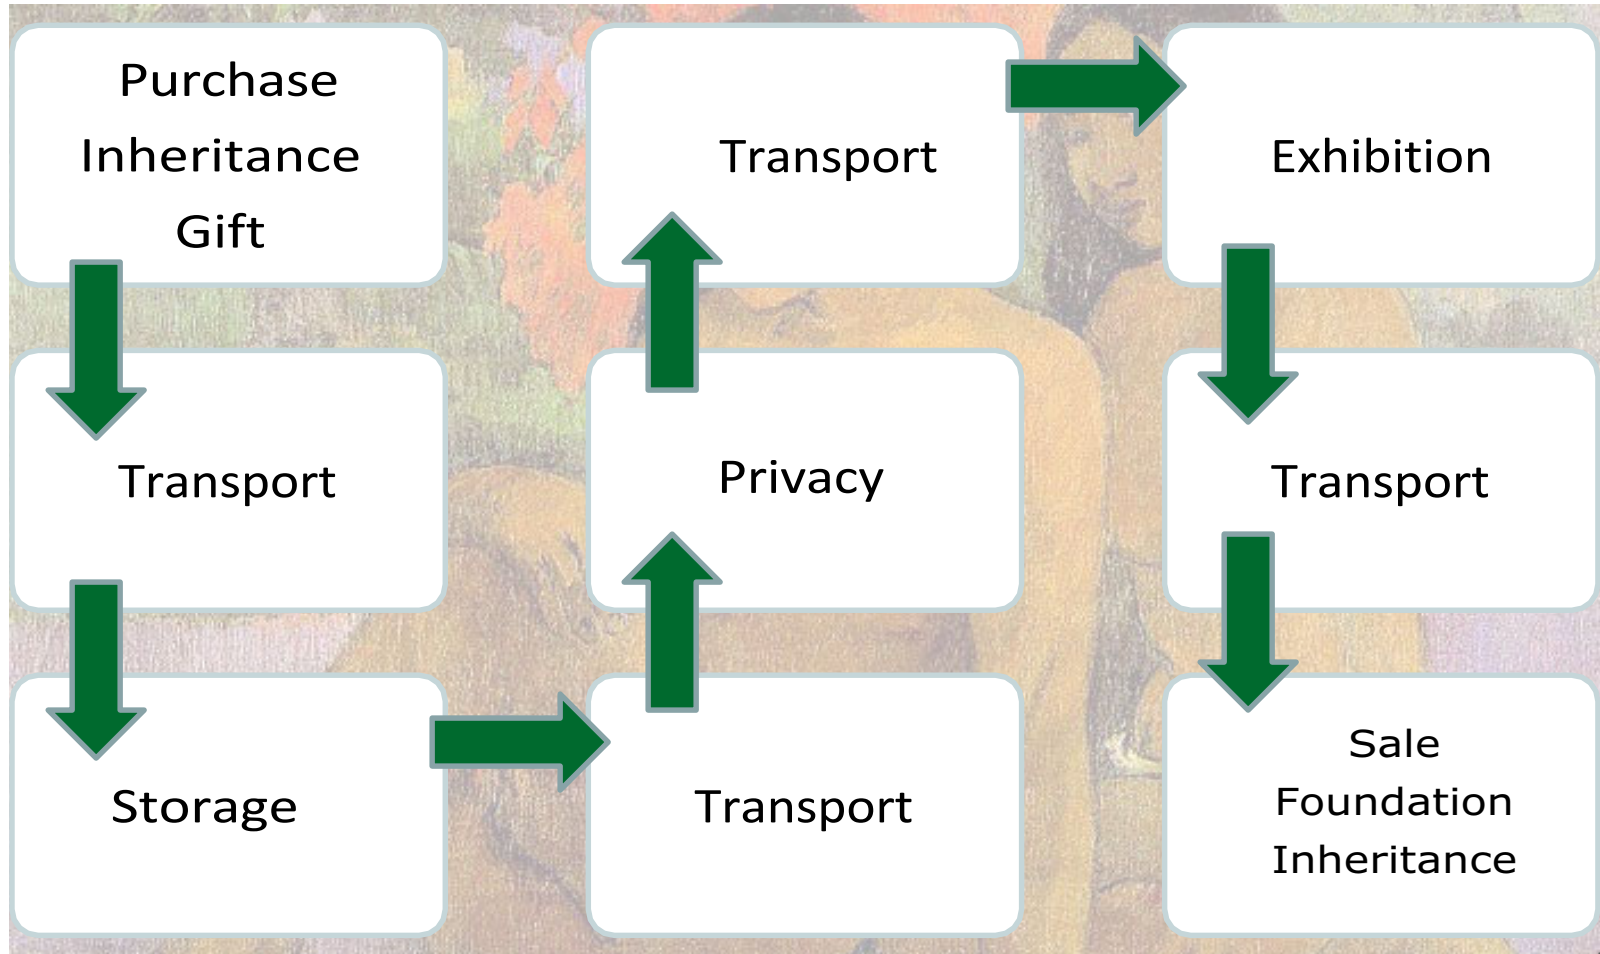 Purchase
Inheritance
Gift
Transport
Storage
Transport
Privacy
Transport
Exhibition
Transport
Sale
Foundation
Inheritance